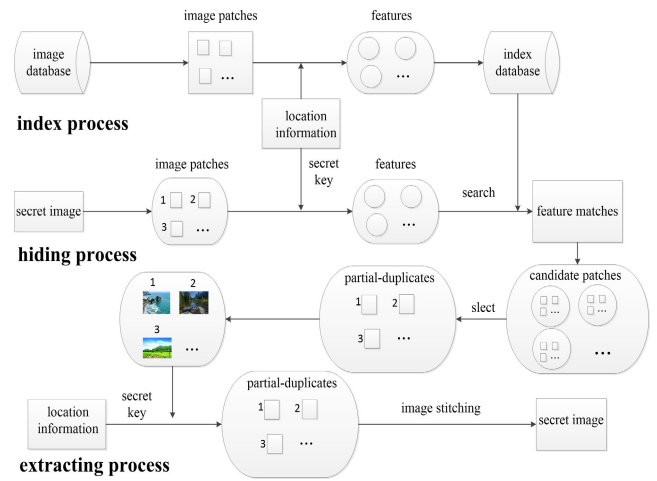 image patches
features
image
database
...
...
index
database
index process
location
information
image patches
secret
key
features
search
secret image
1 2
3 ...
...
feature matches
hiding process
candidate patches
partial-duplicates
1 2
3 ...
slect
1 2
3 ...
... ...
... ...
secret
key
partial-duplicates
location
information
1 2
3 ...
image stitching
secret image
extracting process